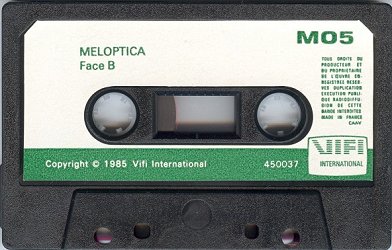 MELOPTICA
Face B
MO5
TOUS DROITS DU
PRODUCTEUR ET
DU PROPRIETAIRE
DE L'ŒUVRE EN-
REGISTREE RESER-
VES DUPLICATION
EXECUTION PUBLI-
QUE RADIODIFFU-
SION DE CETTE
BANDE INTERDITES
MADE IN FRANCE
CAAV
VIFI
INTERNATIONAL
Copyright © 1985 Vifi International
450037